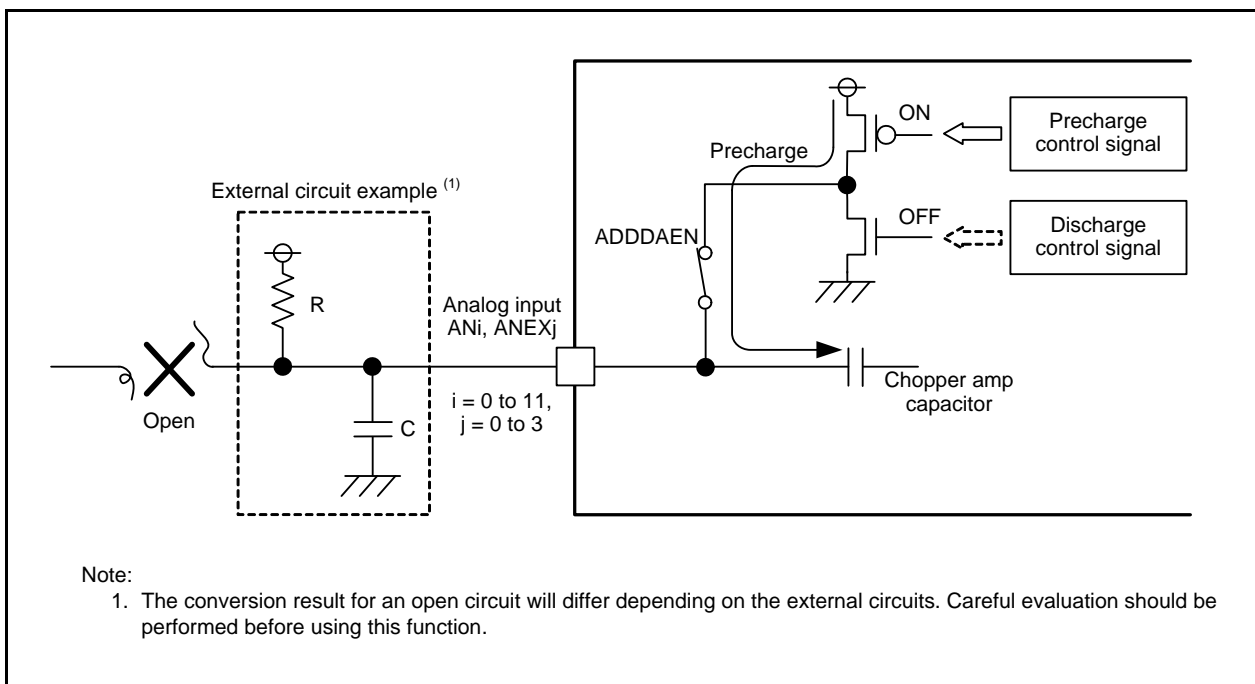 ON
Precharge
control signal
Precharge
External circuit example (1)
OFF
Discharge
control signal
ADDDAEN
R
Analog input
ANi, ANEXj
Chopper amp
capacitor
i = 0 to 11,
j = 0 to 3
Open
C
Note:
1. The conversion result for an open circuit will differ depending on the external circuits. Careful evaluation should be
performed before using this function.